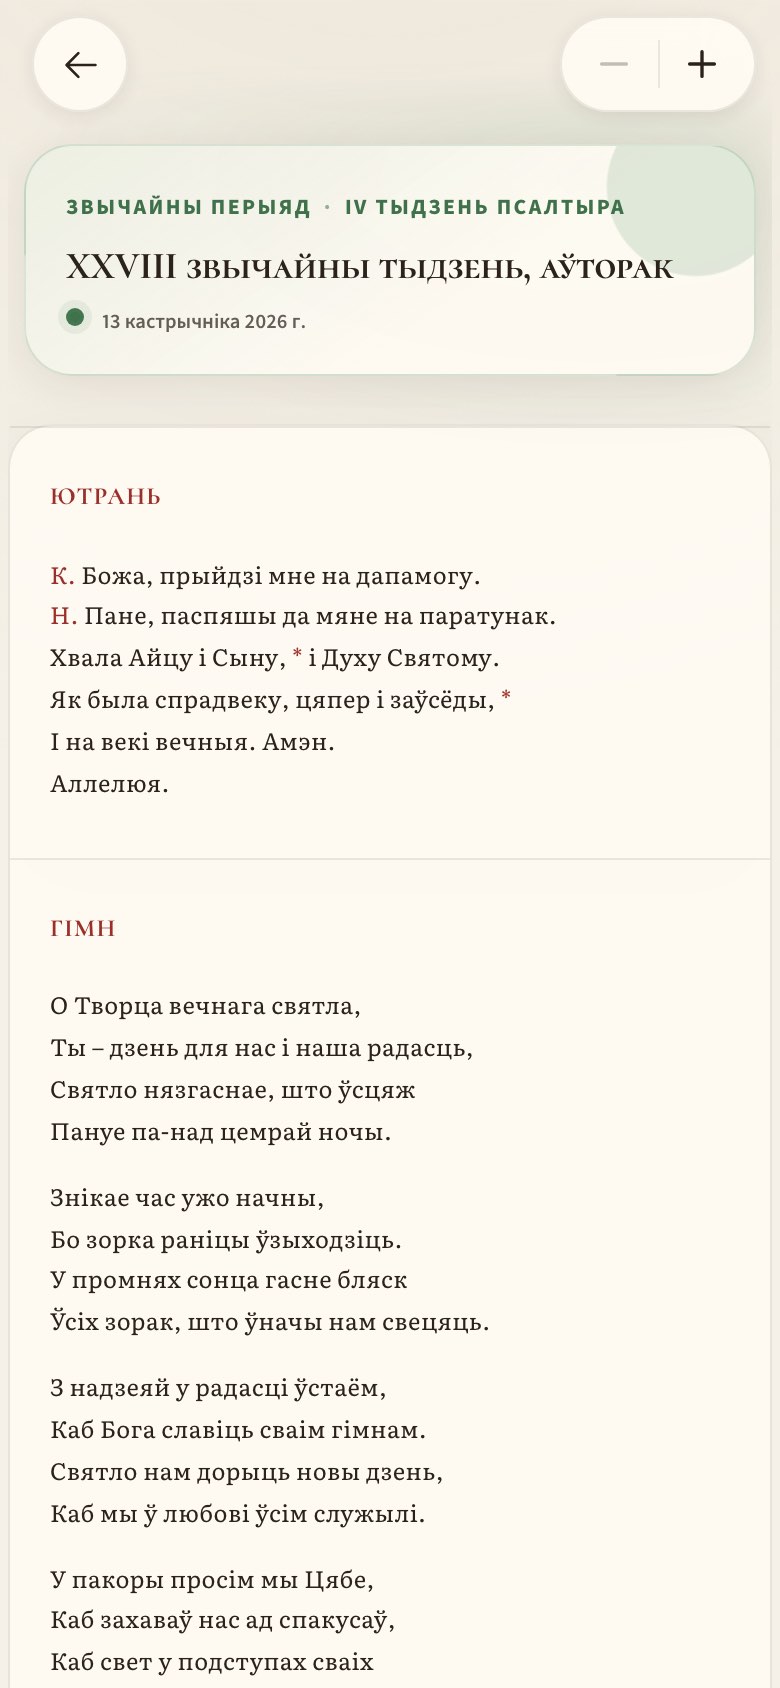 ЗВЫЧАЙНЫ ПЕРЫЯД · IV ТЫДЗЕНЬ ПСАЛТЫРА
XXVIII ЗВЫЧАЙНЫ ТЫДЗЕНЬ, АЎТОРАК
13 кастрычніка 2026 г.
ЮТРАНЬ
К. Божа, прыйдзі мне на дапамогу.
Н. Пане, паспяшы да мяне на паратунак.
Хвала Айцу і Сыну, * і Духу Святому.
Як была спрадвеку, цяпер і заўсёды, *
І на векі вечныя. Амэн.
Аллелюя.
ГІМН
О Творца вечнага святла,
Ты – дзень для нас і наша радасць,
Святло нязгаснае, што ўсцяж
Пануе па-над цемрай ночы.
Знікае час ужо начны,
Бо зорка раніцы ўзыходзіць.
У промнях сонца гасне бляск
Ўсіх зорак, што ўначы нам свецяць.
З надзеяй у радасці ўстаём,
Каб Бога славіць сваім гімнам.
Святло нам дорыць новы дзень,
Каб мы ў любові ўсім служылі.
У пакоры просім мы Цябе,
Каб захаваў нас ад спакусаў,
Каб свет у подступах сваіх